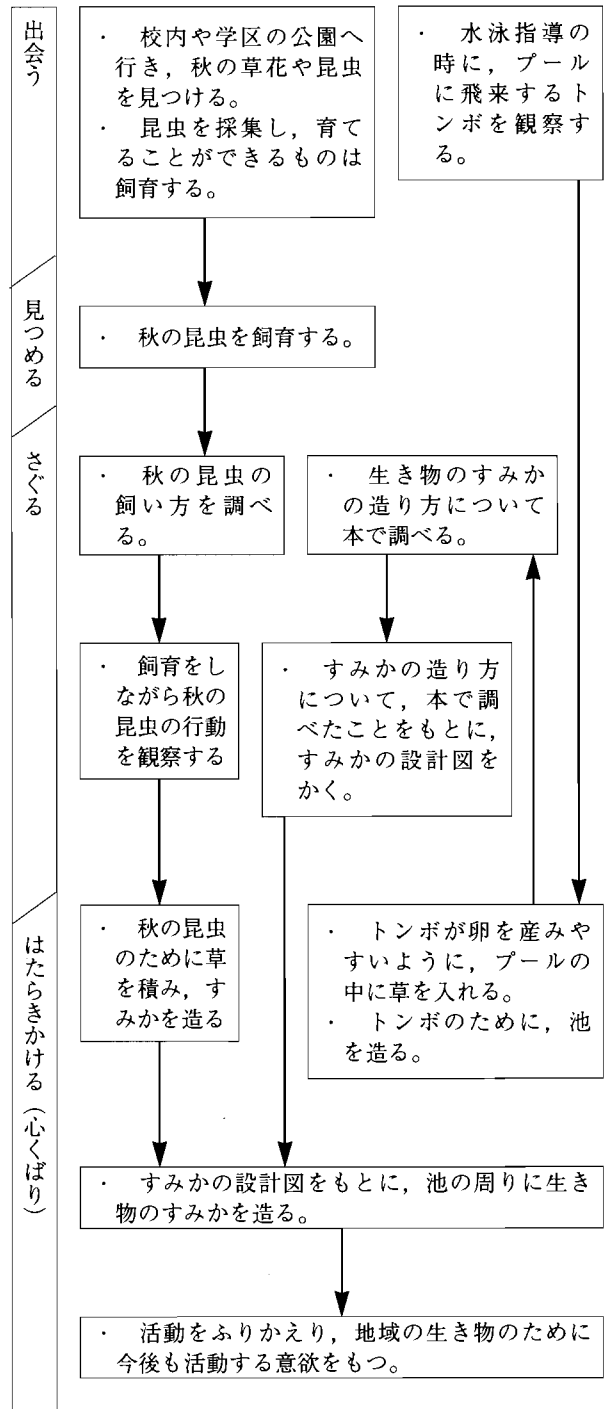 出会う
・ 校内や学区の公園へ
行き，秋の草花や昆虫
を見つける。
・ 昆虫を採集し，育て
ることができるものは
飼育する。
・ 水泳指導の
時に，プール
に飛来するト
ンボを観察す
る。
見つめる
・ 秋の昆虫を飼育する。
さぐる
・ 秋の昆虫の
飼い方を調べ
る。
・ 生き物のすみか
の造り方について
本で調べる。
・ 飼育をし
ながら秋の
昆虫の行動
を観察する
・ すみかの造り方
について，本で調
べたことをもとに，
すみかの設計図を
かく。
はたらきかける（心くばり）
・ 秋の昆虫
のために草
を積み，す
みかを造る
・ トンボが卵を産みや
すいように，プールの
中に草を入れる。
・ トンボのために，池
を造る。
・ すみかの設計図をもとに，池の周りに生き
物のすみかを造る。
・ 活動をふりかえり，地域の生き物のために
今後も活動する意欲をもつ。